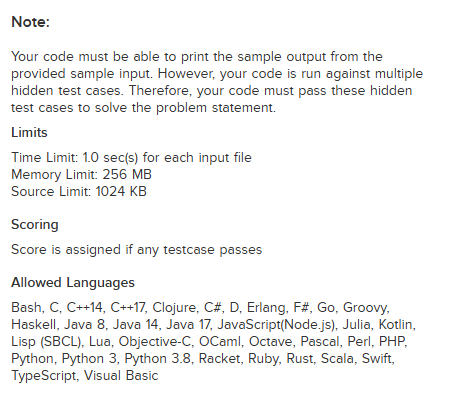 Note:
Your code must be able to print the sample output from the
provided sample input. However, your code is run against multiple
hidden test cases. Therefore, your code must pass these hidden
test cases to solve the problem statement.
Limits
Time Limit: 1.0 sec(s) for each input file
Memory Limit: 256 MB
Source Limit: 1024 KB
Scoring
Score is assigned if any testcase passes
Allowed Languages
Bash, C, C++14, C++17, Clojure, C#, D, Erlang, F#, Go, Groovy,
Haskell, Java 8, Java 14, Java 17, JavaScript(Node.js), Julia, Kotlin,
Lisp (SBCL), Lua, Objective-C, OCaml, Octave, Pascal, Perl, PHP,
Python, Python 3, Python 3.8, Racket, Ruby, Rust, Scala, Swift,
TypeScript, Visual Basic